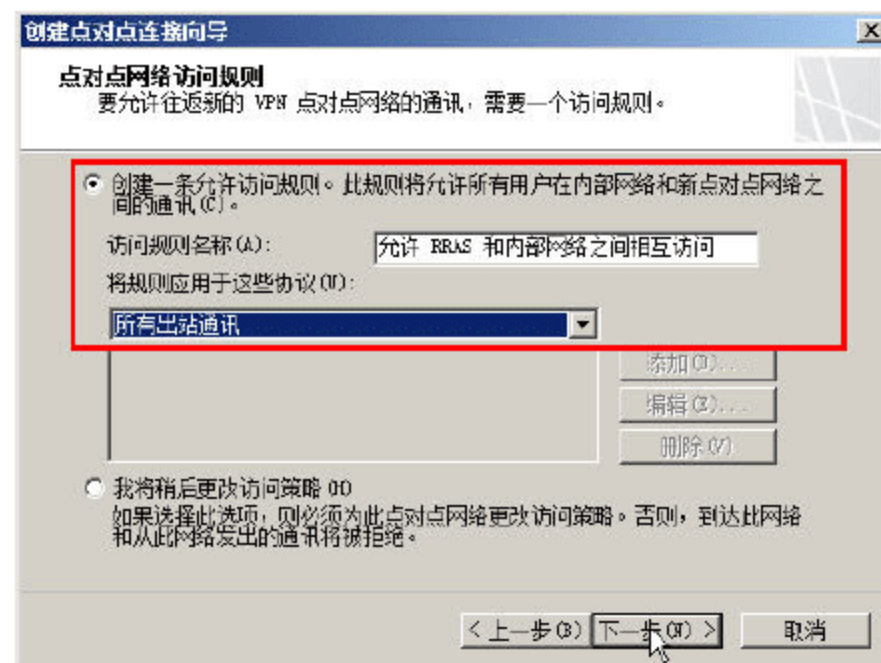 创建点对点连接向导
点对点网络访问规则
要允许往返新的 VPN 点对点网络的通讯，需要一个访问规则。
创建一条允许访问规则。此规则将允许所有用户在内部网络和新点对点网络之
间的通讯(C)。
访问规则名称(A):
允许 RRAS 和内部网络之间相互访问
将规则应用于这些协议(U):
所有出站通讯
添加(D)...
编辑(E)...
删除(V)
我将稍后更改访问策略
如果选择此选项，则必须为此点对点网络更改访问策略。否则，到达此网络
和从此网络发出的通讯将被拒绝。
< 上一步(B)
下一步(N) >
取消